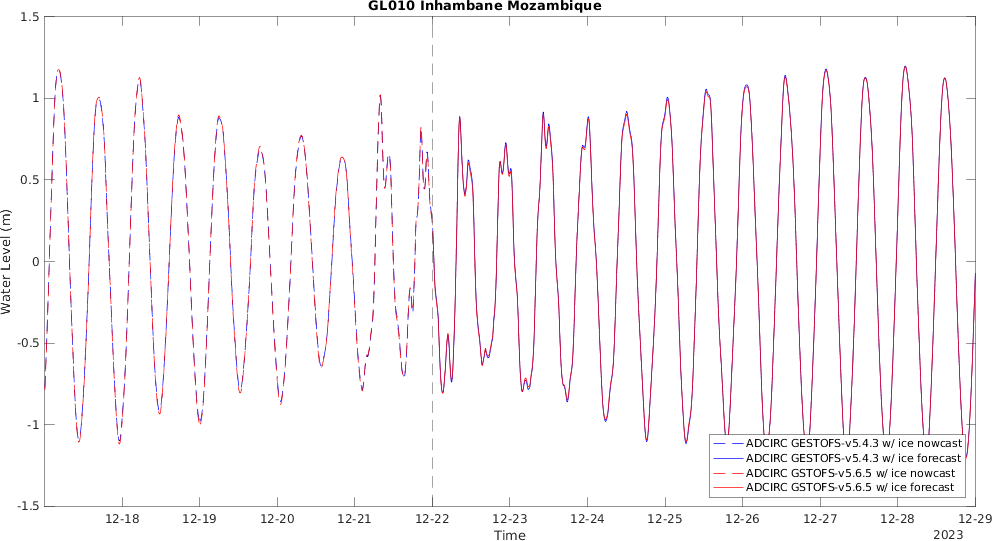 GL010 Inhambane Mozambique
1.5
1
0.5
0
-0.5
-1
-1.5
Water Level (m)
ADCIRC GESTOFS-v5.4.3 w/ ice nowcast
ADCIRC GESTOFS-v5.4.3 w/ ice forecast
ADCIRC GSTOFS-v5.6.5 w/ ice nowcast
ADCIRC GSTOFS-v5.6.5 w/ ice forecast
12-18 12-19 12-20 12-21 12-22 12-23 12-24 12-25 12-26 12-27 12-28 12-29
Time
2023